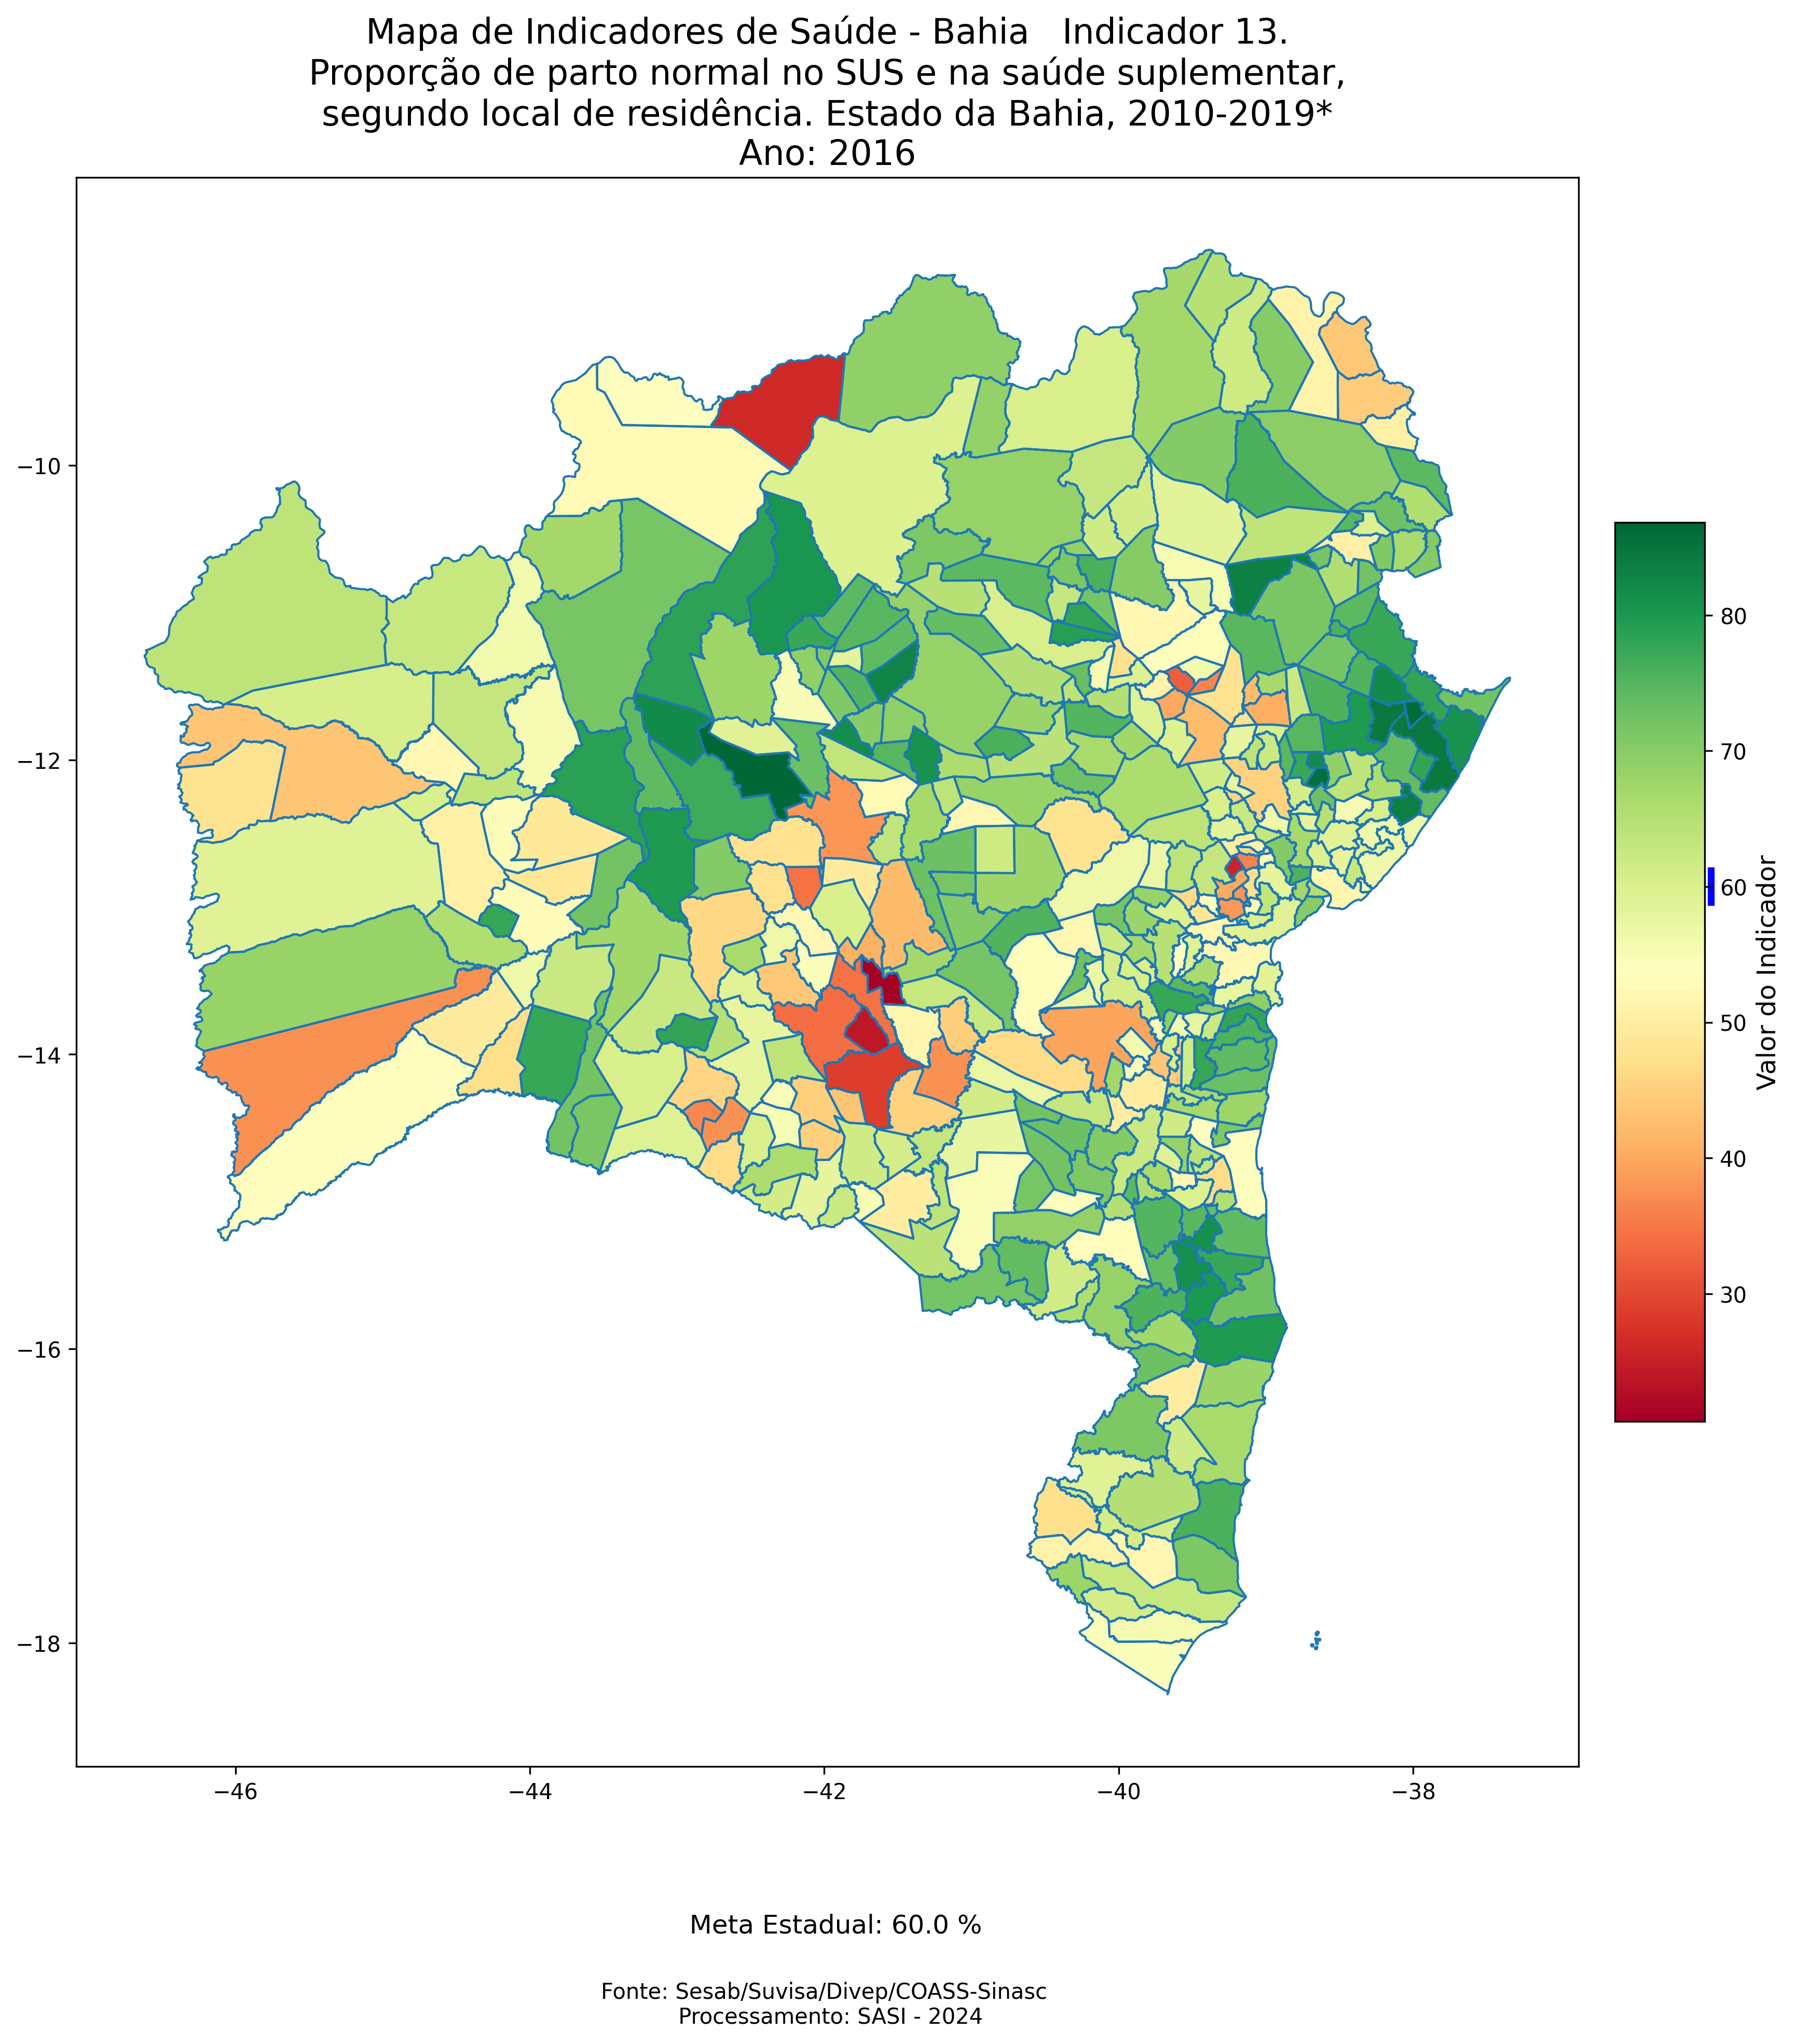 Mapa de Indicadores de Saúde - Bahia   Indicador 13.
Proporção de parto normal no SUS e na saúde suplementar,
segundo local de residência. Estado da Bahia, 2010-2019*
Ano: 2016
−10
−12
−14
−16
−18
−46
−44
−42
−40
−38
80
70
60
50
40
30
Valor do Indicador
Meta Estadual: 60.0 %
Fonte: Sesab/Suvisa/Divep/COASS-Sinasc
Processamento: SASI - 2024